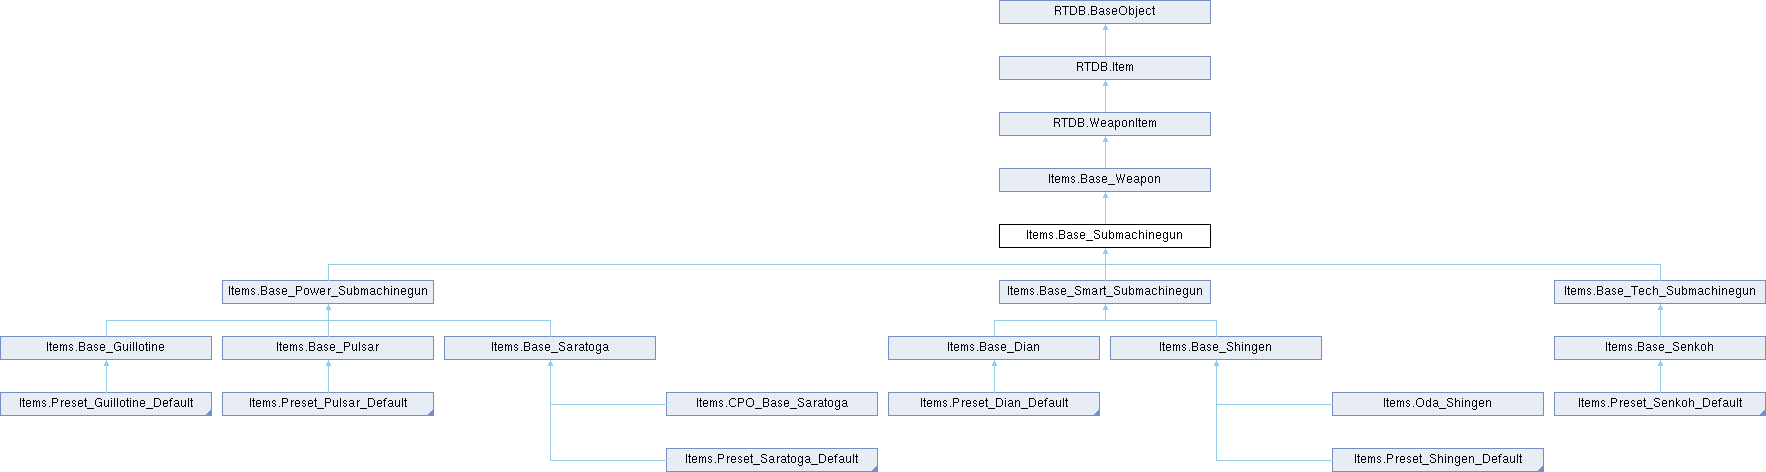 RTDB.BaseObject
RTDB.Item
RTDB.WeaponItem
Items.Base_Weapon
Items.Base_Submachinegun
Items.Base_Power_Submachinegun
Items.Base_Smart_Submachinegun
Items.Base_Tech_Submachinegun
Items.Base_Guillotine
Items.Base_Pulsar
Items.Base_Saratoga
Items.Base_Dian
Items.Base_Shingen
Items.Base_Senkoh
Items.Preset_Guillotine_Default
Items.Preset_Pulsar_Default
Items.CPO_Base_Saratoga
Items.Preset_Dian_Default
Items.Oda_Shingen
Items.Preset_Senkoh_Default
Items.Preset_Saratoga_Default
Items.Preset_Shingen_Default